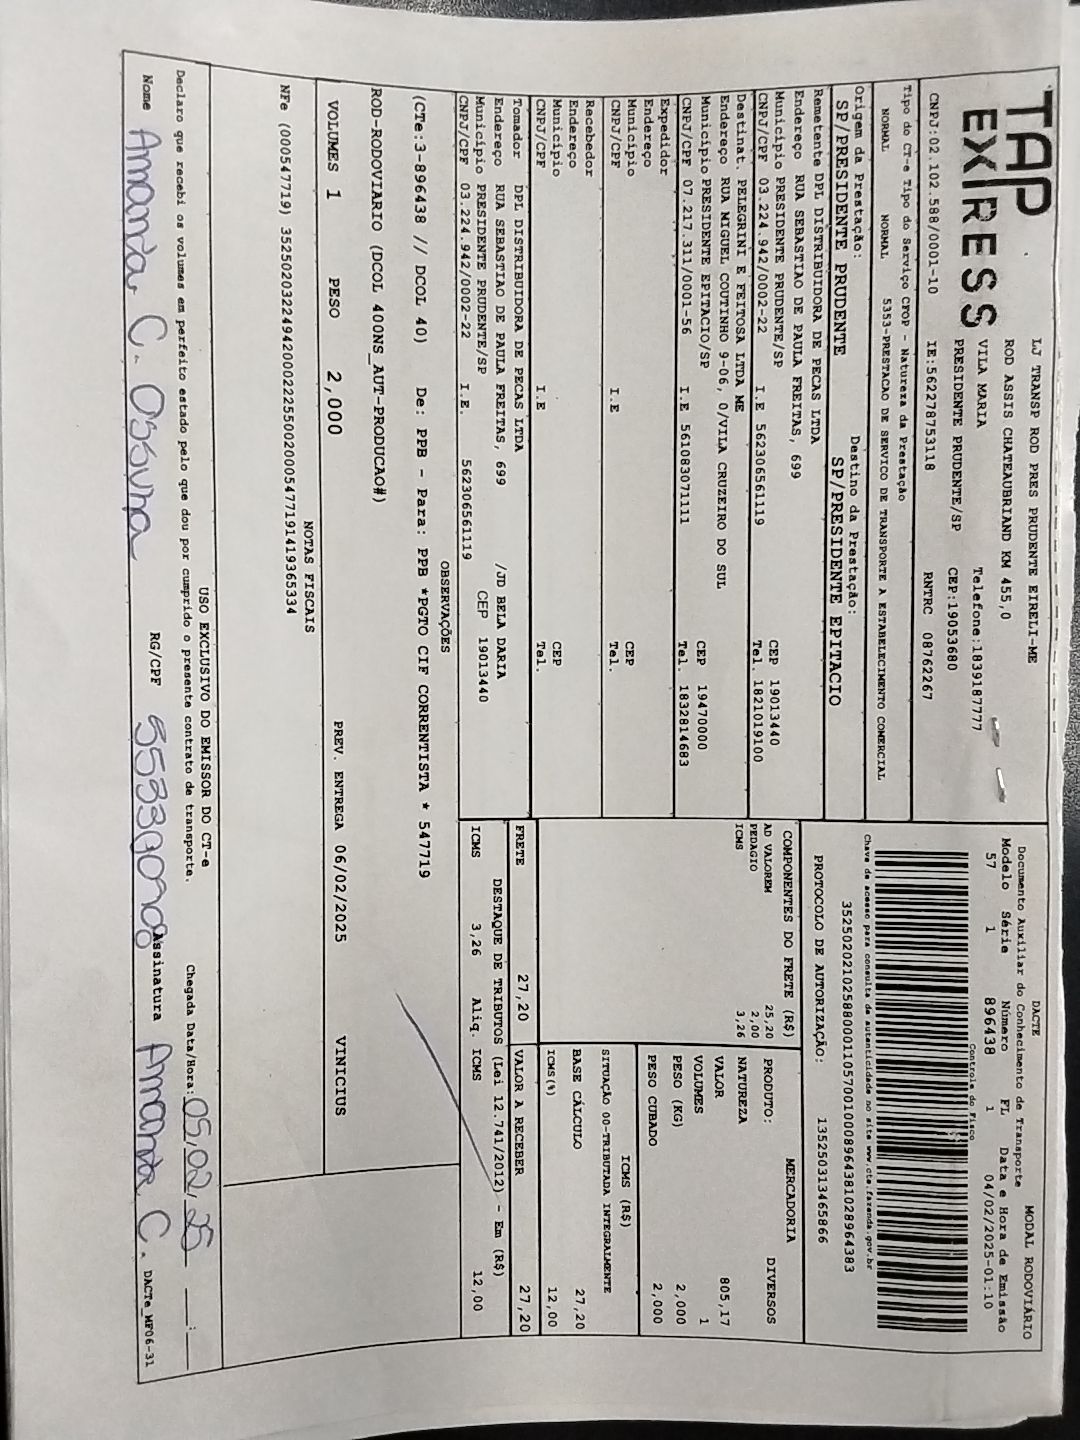 TAP
EXPRESS
LJ TRANSP ROD PRES PRUDENTE EIRELI-ME
ROD ASSIS CHATEAUBRIAND KM 455,0
VILA MARIA Telefone:1839187777
PRESIDENTE PRUDENTE/SP CEP:19053680
CNPJ:02.102.588/0001-10 IE:562278753118 RNTRC 08762267
DACTE MODAL RODOVIÁRIO
Documento Auxiliar do Conhecimento de Transporte
Modelo Série Número FL Data e Hora de Emissão
57 1 896438 1 04/02/2025-01:10
Controle do Fisco
Chave de acesso para consulta de autenticidade no site www.cte.fazenda.gov.br
PROTOCOLO DE AUTORIZAÇÃO: 135250313465866
Tipo do CT-e Tipo do Serviço CFOP - Natureza da Prestação
NORMAL NORMAL 5353-PRESTACAO DE SERVICO DE TRANSPORTE A ESTABELECIMENTO COMERCIAL
Origem da Prestação: Destino da Prestação:
SP/PRESIDENTE PRUDENTE SP/PRESIDENTE EPITACIO
Remetente DPL DISTRIBUIDORA DE PECAS LTDA
Endereço RUA SEBASTIAO DE PAULA FREITAS, 699
Município PRESIDENTE PRUDENTE/SP CEP 19013440
CNPJ/CPF 03.224.942/0002-22 I.E 562306561119 Tel. 1821019100
Destinat. PELEGRINI E FEITOSA LTDA ME
Endereço RUA MIGUEL COUTINHO 9-06, 0/VILA CRUZEIRO DO SUL
Município PRESIDENTE EPITACIO/SP CEP 19470000
CNPJ/CPF 07.217.311/0001-56 I.E 561083071111 Tel. 1832814683
Expedidor
Endereço
Município CEP
CNPJ/CPF I.E Tel.
Recebedor
Endereço
Município CEP
CNPJ/CPF I.E Tel.
Tomador DPL DISTRIBUIDORA DE PECAS LTDA
Endereço RUA SEBASTIAO DE PAULA FREITAS, 699 /JD BELA DARIA
Município PRESIDENTE PRUDENTE/SP CEP 19013440
CNPJ/CPF 03.224.942/0002-22 I.E. 562306561119
COMPONENTES DO FRETE (R$)
AD VALOREM 25,20
PEDAGIO 2,00
ICMS 3,26
FRETE 27,20
PRODUTO: MERCADORIA
NATUREZA DIVERSOS
VALOR 805,17
VOLUMES 1
PESO (KG) 2,000
PESO CUBADO 2,000
ICMS (R$)
SITUAÇÃO 00-TRIBUTADA INTEGRALMENTE
BASE CÁLCULO 27,20
ICMS(%) 12,00
VALOR A RECEBER 27,20
DESTAQUE DE TRIBUTOS (Lei 12.741/2012) - Em (R$)
ICMS 3,26 Aliq. ICMS 12,00
OBSERVAÇÕES
(CTe:3-896438 // DCOL 40) De: PPB - Para: PPB *PGTO CIF CORRENTISTA * 547719
ROD-RODOVIARIO (DCOL 400NS_AUT-PRODUCAO#)
VOLUMES 1 PESO 2,000 PREV. ENTREGA 06/02/2025 VINICIUS
NOTAS FISCAIS
USO EXCLUSIVO DO EMISSOR DO CT-e
Declaro que recebi os volumes em perfeito estado pelo que dou por cumprido o presente contrato de transporte. Chegada Data/Hora: 05/02/25 __:__
Nome Amanda C. Ossuna RG/CPF Assinatura Amanda C. DACTe_MF06-31